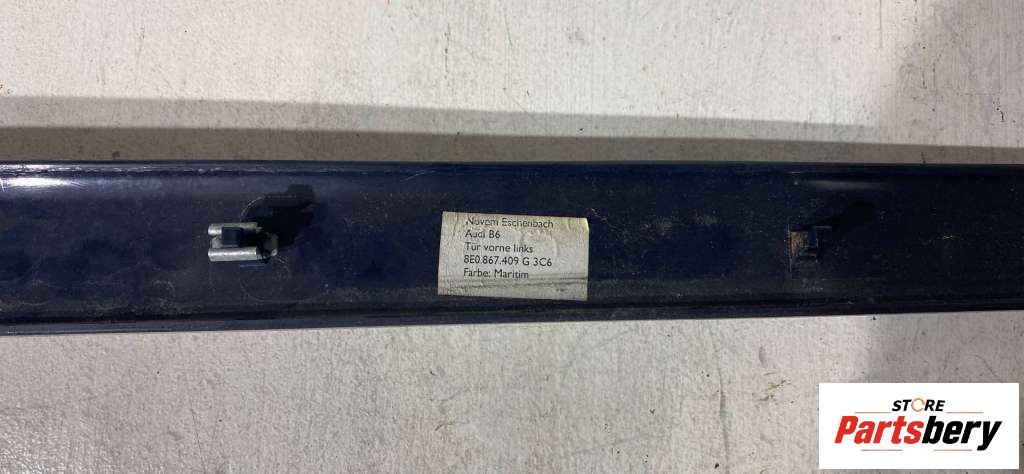 Novem Eschenbach
Audi B6
Tür vorne links
8E0.867.409 G 3C6
Farbe: Maritim
STORE
Partsbery